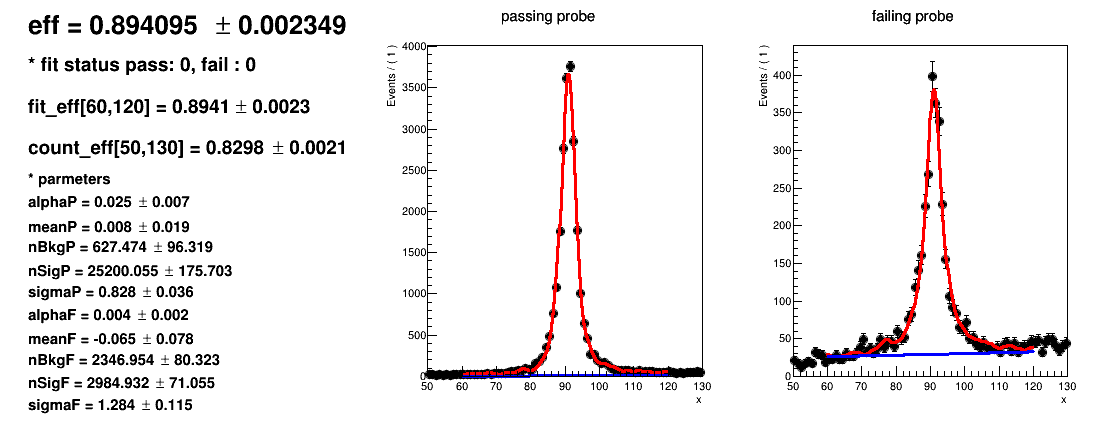 eff = 0.894095 ± 0.002349
* fit status pass: 0, fail : 0
fit_eff[60,120] = 0.8941 ± 0.0023
count_eff[50,130] = 0.8298 ± 0.0021
* parmeters
alphaP = 0.025 ± 0.007
meanP = 0.008 ± 0.019
nBkgP = 627.474 ± 96.319
nSigP = 25200.055 ± 175.703
sigmaP = 0.828 ± 0.036
alphaF = 0.004 ± 0.002
meanF = -0.065 ± 0.078
nBkgF = 2346.954 ± 80.323
nSigF = 2984.932 ± 71.055
sigmaF = 1.284 ± 0.115
passing probe
Events / ( 1 )
4000
3500
3000
2500
2000
1500
1000
500
0
50 60 70 80 90 100 110 120 130
x
failing probe
Events / ( 1 )
400
350
300
250
200
150
100
50
0
50 60 70 80 90 100 110 120 130
x